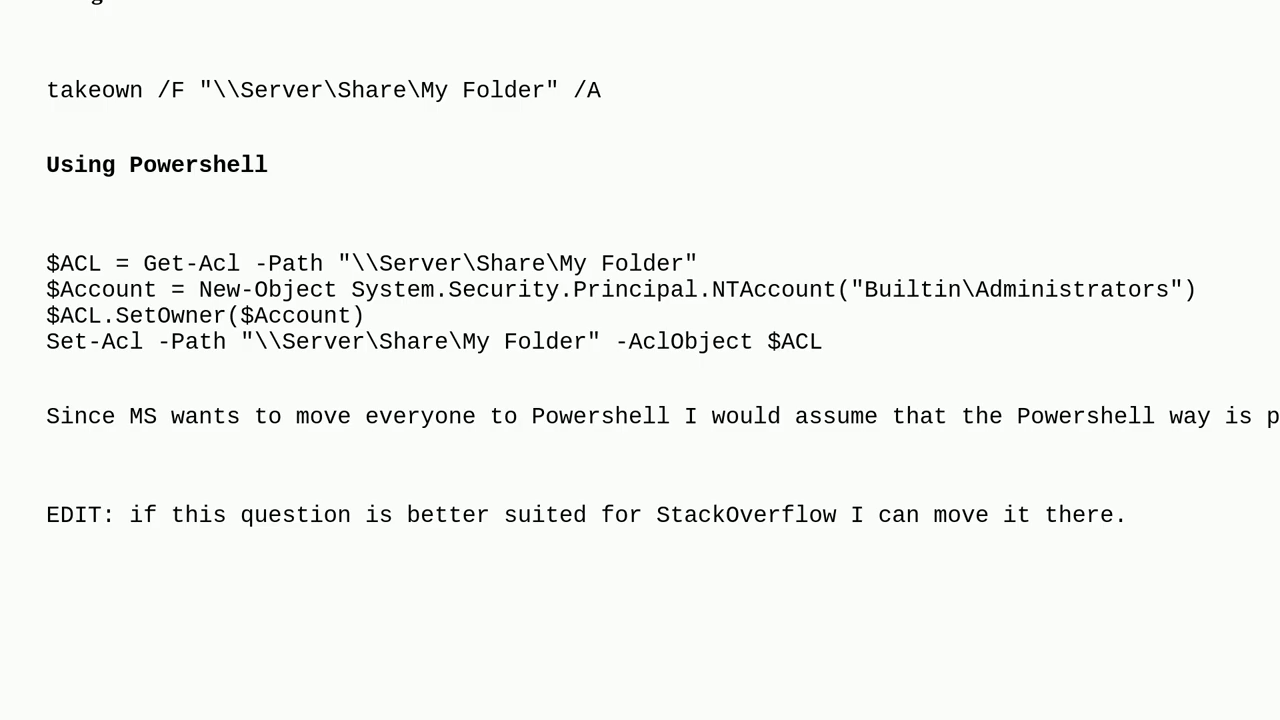 takeown /F "\\Server\Share\My Folder" /A
Using Powershell
$ACL = Get-Acl -Path "\\Server\Share\My Folder"
$Account = New-Object System.Security.Principal.NTAccount("Builtin\Administrators")
$ACL.SetOwner($Account)
Set-Acl -Path "\\Server\Share\My Folder" -AclObject $ACL
Since MS wants to move everyone to Powershell I would assume that the Powershell way is
EDIT: if this question is better suited for StackOverflow I can move it there.